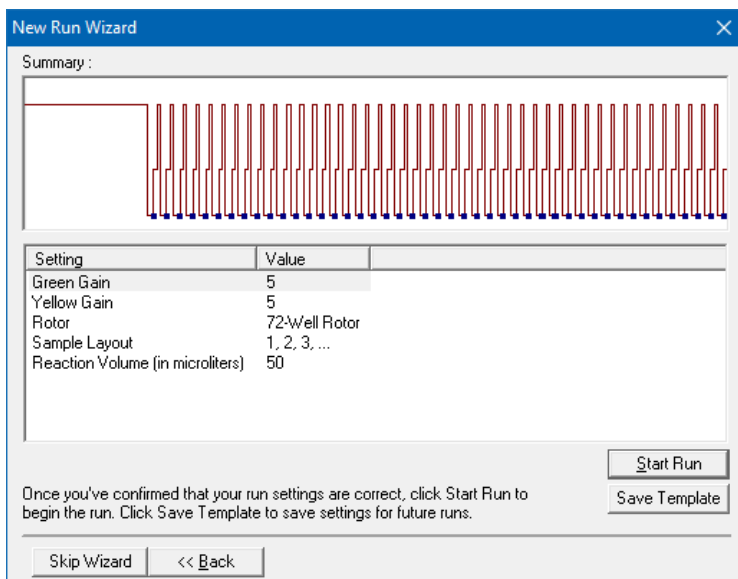 New Run Wizard
Summary :
Setting Value
Green Gain 5
Yellow Gain 5
Rotor 72-Well Rotor
Sample Layout 1, 2, 3, ...
Reaction Volume (in microliters) 50
Start Run
Once you've confirmed that your run settings are correct, click Start Run to
begin the run. Click Save Template to save settings for future runs.
Save Template
Skip Wizard << Back